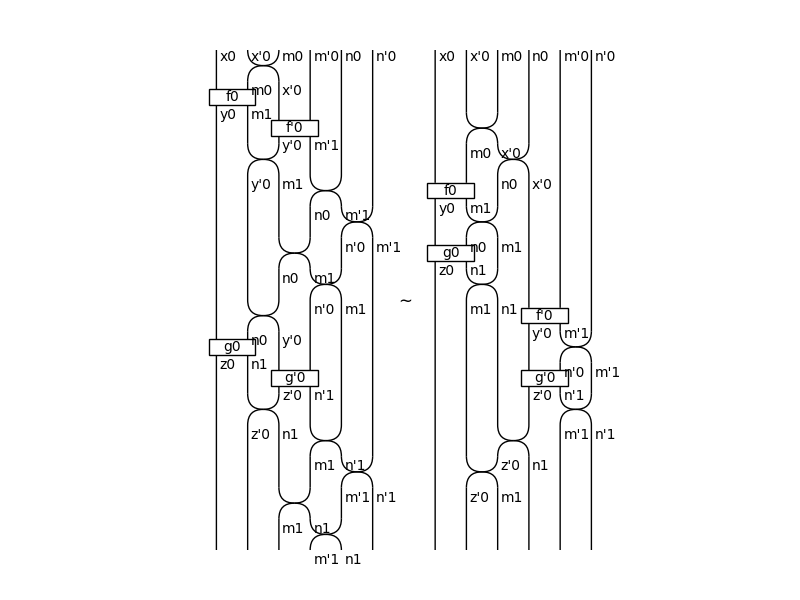 x0 x'0 m0 m'0 n0 n'0 x0 x'0 m0 n0 m'0 n'0
m0 x'0
f0
y0 m1
f'0
y'0 m'1
m0 x'0
y'0 m1 n0 x'0
f0
y0 m1
n0 m'1
n'0 m'1 n0 m1
g0
z0 n1
n0 m1
~
n'0 m1 m1 n1
f'0
n0 y'0 y'0 m'1
g0
z0 n1
n'0 m'1
g'0 g'0
z'0 n'1 z'0 n'1
z'0 n1 m'1 n'1
m1 n'1 z'0 n1
m'1 n'1 z'0 m1
m1 n1
m'1 n1